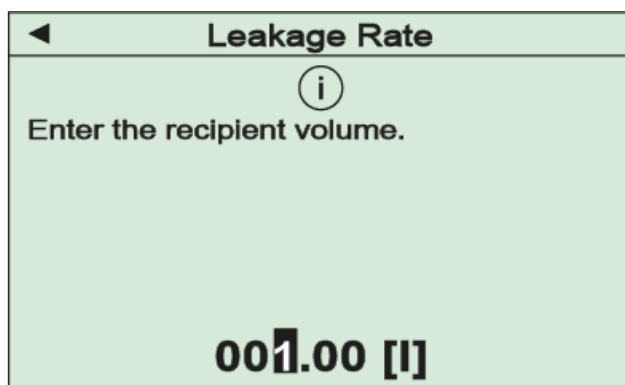 ◄ Leakage Rate
i
Enter the recipient volume.
001.00 [l]